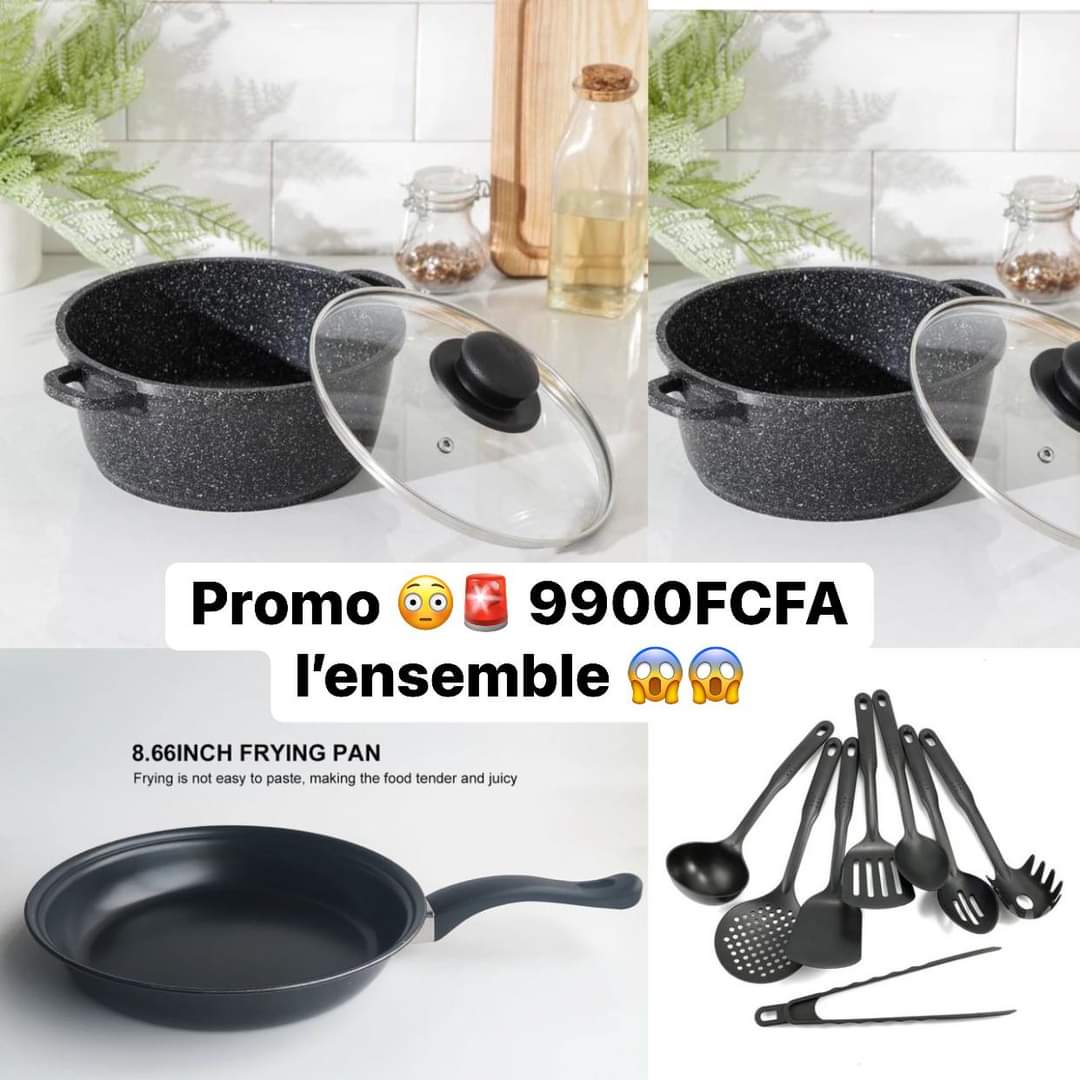 Promo 😳🚨 9900FCFA
l’ensemble 😱😱
8.66INCH FRYING PAN
Frying is not easy to paste, making the food tender and juicy